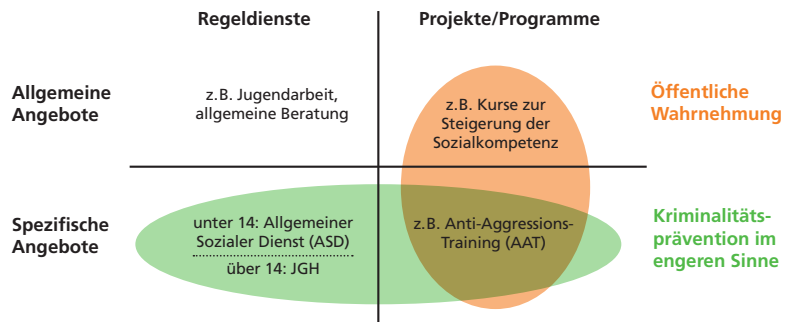 Regeldienste
Projekte/Programme
Allgemeine
Angebote
z.B. Jugendarbeit,
allgemeine Beratung
z.B. Kurse zur
Steigerung der
Sozialkompetenz
Öffentliche
Wahrnehmung
Spezifische
Angebote
unter 14: Allgemeiner
Sozialer Dienst (ASD)
über 14: JGH
z.B. Anti-Aggressions-
Training (AAT)
Kriminalitäts-
prävention im
engeren Sinne